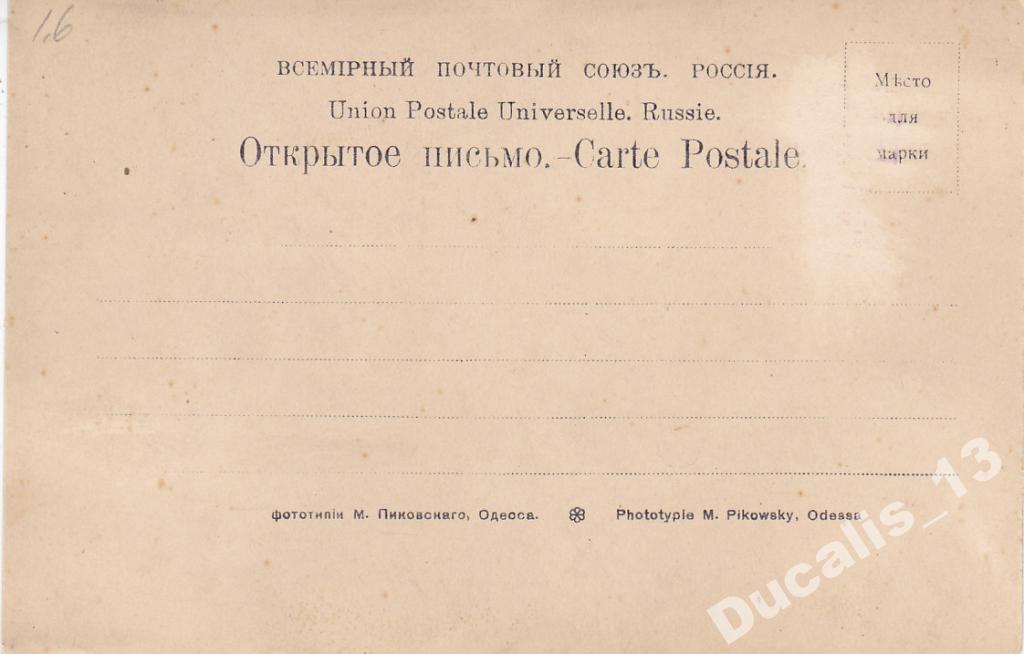 1.6
ВСЕМІРНЫЙ ПОЧТОВЫЙ СОЮЗЪ. РОССІЯ.
Union Postale Universelle. Russie.
Открытое письмо.-Carte Postale.
Мѣсто
для
марки
фототипіи М. Пиковскаго, Одесса. Phototypie M. Pikowsky, Odessa
Ducalis_13